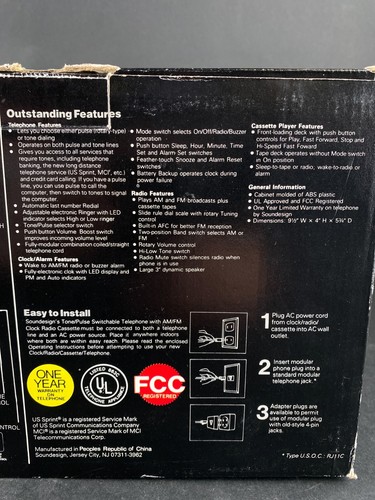 Outstanding Features
Telephone Features
• Lets you choose either pulse (rotary-type)
or tone dialing
• Operates on both pulse and tone lines
Gives you access to all services that
require tones, including telephone
banking, the new long distance
telephone service (US Sprint, MCI', etc.)
and credit card calling. If you have a pulse
line, you can use pulse to call the
computer, then switch to tones to signal
the computer.
• Automatic last number Redial
• Adjustable electronic Ringer with LED
indicator selects High or Low ringer
• Tone/Pulse selector switch
• Push button Volume Boost switch
improves incoming volume level
• Fully-modular combination coiled/straight
telephone cord
Clock/Alarm Features
• Wake to AM/FM radio or buzzer alarm
• Fully-electronic clok with LED display and
PM and Auto indicators
• Mode switch selects On/Off/Radio/Buzzer
operation
• Push button Sleep, Hour, Minute, Time
Set and Alarm Set switches
• Feather-touch Snooze and Alarm Reset
switches
• Battery Backup operates clock during
power failure
Radio Features
• Plays AM and FM broadcasts plus
cassette tapes
• Slide rule dial scale with rotary Tuning
control
• Built-in AFC for better FM reception
• Two-position Band switch selects AM or
FM
• Rotary Volume control
• Hi-Low Tone switch
• Radio Mute switch silences radio when
phone is in use
• Large 3" dynamic speaker
Cassette Player Features
• Front-loading deck with push button
controls for Play, Fast Forward, Stop and
Hi-Speed Fast Forward
• Tape deck operates without Mode switch
in On position
• Sleep-to-tape or radio; wake-to-radio or
alarm
General Information
• Cabinet molded of ABS plastic
• UL Approved and FCC Registered
• One Year Limited Warranty on telephone
by Soundesign
• Dimensions: 9½" W × 4" H × 5¾" D
Easy to Install
Soundesign's Tone/Pulse Switchable Telephone with AM/FM
Clock Radio Cassette must be connected to both a telephone
line and an AC power source. Place it anywhere indoors
where both are within easy reach. Please read the enclosed
Operating Instructions before attempting to use your new
Clock/Radio/Cassette/Telephone.
ONE
YEAR
WARRANTY
ON
TELEPHONE
LISTED 855C
UL
APPLIANCE
FCC
REGISTERED
US Sprint® is a registered Service Mark
of US Sprint Communications Company
MCI® is a registered Service Mark of MCI
Telecommunications Corp.
Manufactured in Peoples Republic of China
Soundesign, Jersey City, NJ 07311-3962
1 Plug AC power cord
from clock/radio/
cassette into AC wall
outlet.
2 Insert modular
phone plug into a
standard modular
telephone jack.*
3 Adapter plugs are
available to permit
use of modular plug
with old-style 4-pin
jacks.
* Type U.S.O.C.: RJ11C
CONTROL